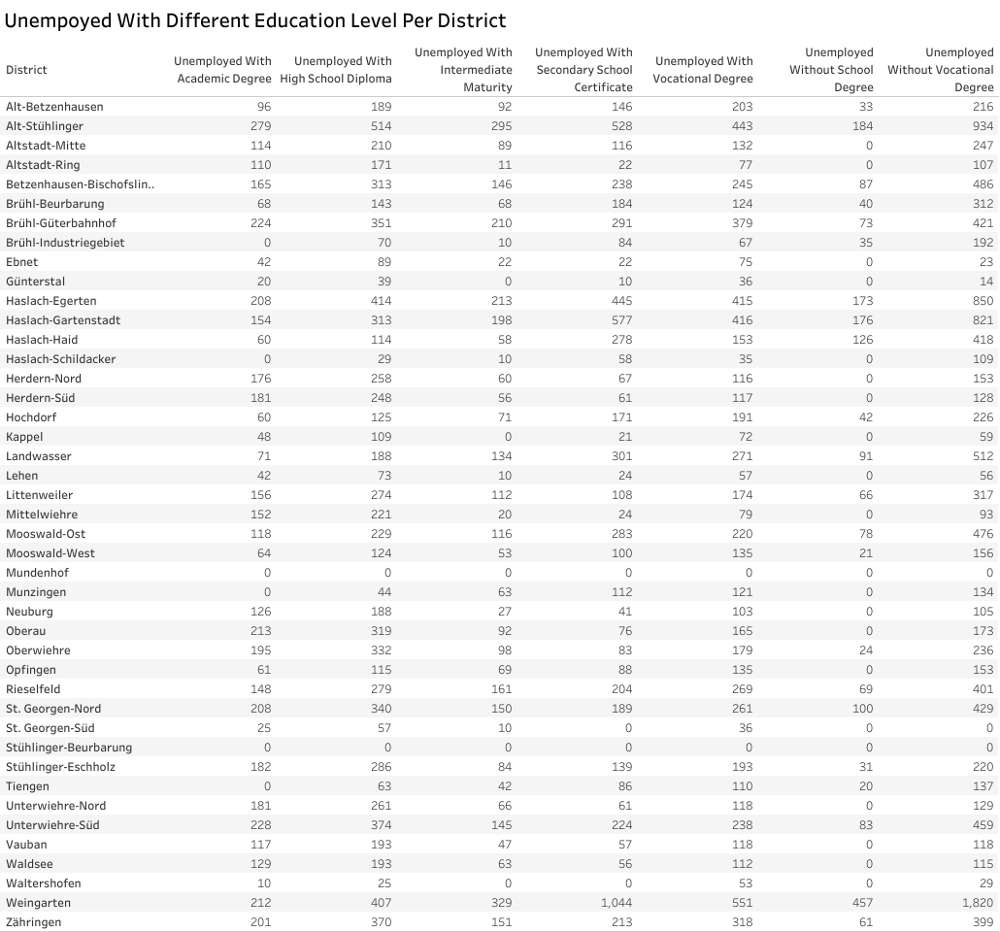 Unempoyed With Different Education Level Per District
District Unemployed With Academic Degree Unemployed With High School Diploma Unemployed With Intermediate Maturity Unemployed With Secondary School Certificate Unemployed With Vocational Degree Unemployed Without School Degree Unemployed Without Vocational Degree
Alt-Betzenhausen 96 189 92 146 203 33 216
Alt-Stühlinger 279 514 295 528 443 184 934
Altstadt-Mitte 114 210 89 116 132 0 247
Altstadt-Ring 110 171 11 22 77 0 107
Betzenhausen-Bischofslin.. 165 313 146 238 245 87 486
Brühl-Beurbarung 68 143 68 184 124 40 312
Brühl-Güterbahnhof 224 351 210 291 379 73 421
Brühl-Industriegebiet 0 70 10 84 67 35 192
Ebnet 42 89 22 22 75 0 23
Günterstal 20 39 0 10 36 0 14
Haslach-Egerten 208 414 213 445 415 173 850
Haslach-Gartenstadt 154 313 198 577 416 176 821
Haslach-Haid 60 114 58 278 153 126 418
Haslach-Schildacker 0 29 10 58 35 0 109
Herdern-Nord 176 258 60 67 116 0 153
Herdern-Süd 181 248 56 61 117 0 128
Hochdorf 60 125 71 171 191 42 226
Kappel 48 109 0 21 72 0 59
Landwasser 71 188 134 301 271 91 512
Lehen 42 73 10 24 57 0 56
Littenweiler 156 274 112 108 174 66 317
Mittelwiehre 152 221 20 24 79 0 93
Mooswald-Ost 118 229 116 283 220 78 476
Mooswald-West 64 124 53 100 135 21 156
Mundenhof 0 0 0 0 0 0 0
Munzingen 0 44 63 112 121 0 134
Neuburg 126 188 27 41 103 0 105
Oberau 213 319 92 76 165 0 173
Oberwiehre 195 332 98 83 179 24 236
Opfingen 61 115 69 88 135 0 153
Rieselfeld 148 279 161 204 269 69 401
St. Georgen-Nord 208 340 150 189 261 100 429
St. Georgen-Süd 25 57 10 0 36 0 0
Stühlinger-Beurbarung 0 0 0 0 0 0 0
Stühlinger-Eschholz 182 286 84 139 193 31 220
Tiengen 0 63 42 86 110 20 137
Unterwiehre-Nord 181 261 66 61 118 0 129
Unterwiehre-Süd 228 374 145 224 238 83 459
Vauban 117 193 47 57 118 0 118
Waldsee 129 193 63 56 112 0 115
Waltershofen 10 25 0 0 53 0 29
Weingarten 212 407 329 1,044 551 457 1,820
Zähringen 201 370 151 213 318 61 399